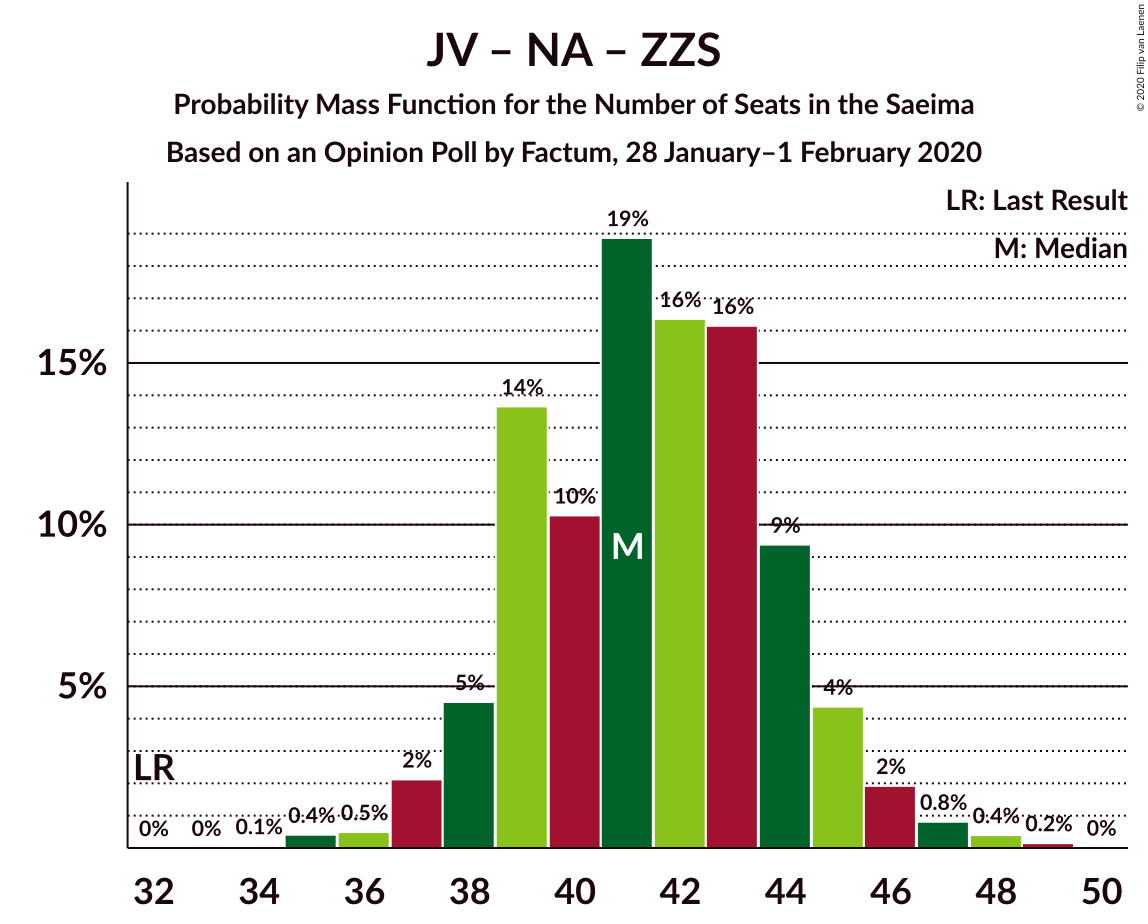 JV – NA – ZZS
Probability Mass Function for the Number of Seats in the Saeima
Based on an Opinion Poll by Factum, 28 January–1 February 2020
© 2020 Filip van Laenen
LR: Last Result
M: Median
15%
10%
5%
LR
M
0%
0%
0.1%
0.4%
0.5%
2%
5%
14%
10%
19%
16%
16%
9%
4%
2%
0.8%
0.4%
0.2%
0%
32 34 36 38 40 42 44 46 48 50